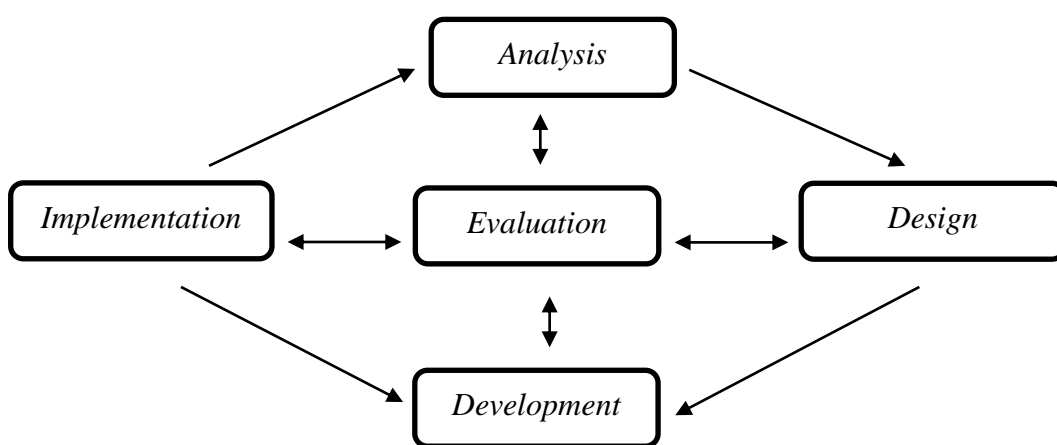 Analysis
Implementation
Evaluation
Design
Development